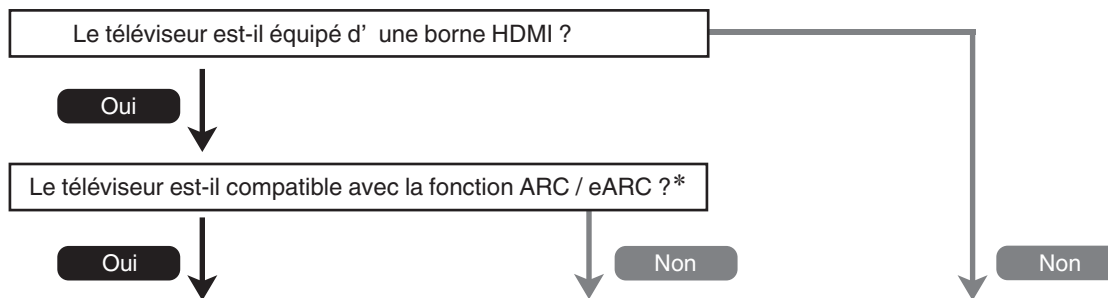 Le téléviseur est-il équipé d' une borne HDMI ?
Oui
Le téléviseur est-il compatible avec la fonction ARC / eARC ?*
Oui
Non
Non